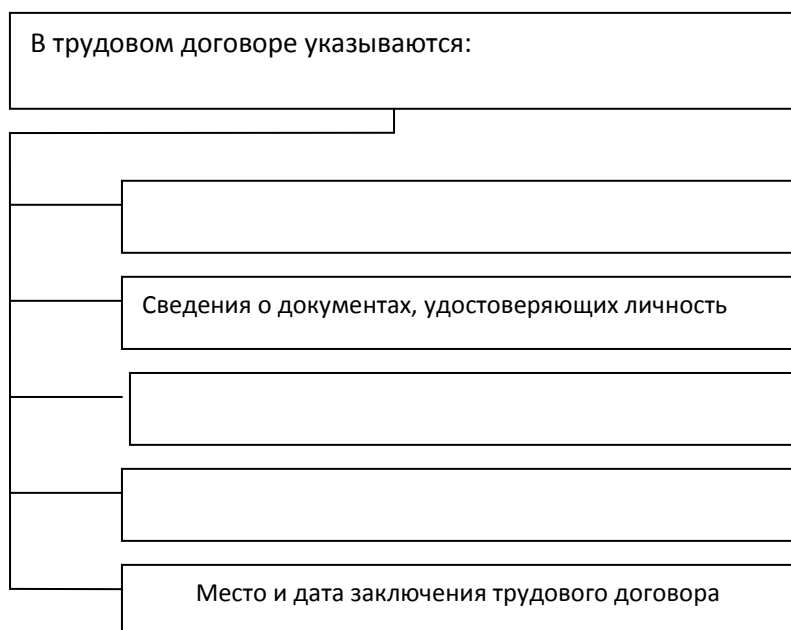 В трудовом договоре указываются:
Сведения о документах, удостоверяющих личность
Место и дата заключения трудового договора